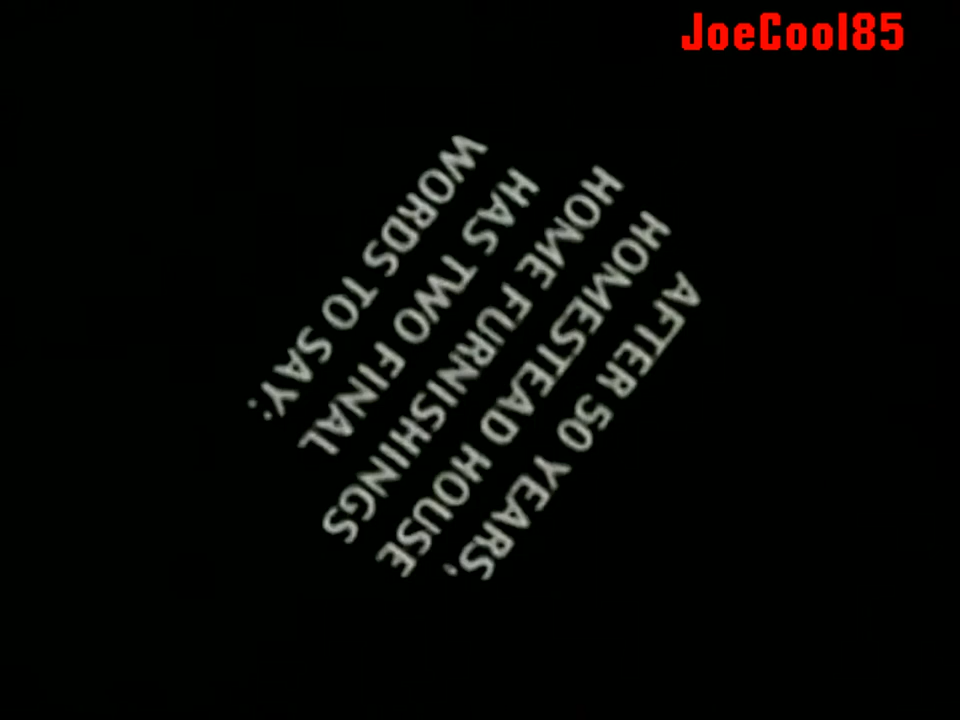 JoeCool85
AFTER 50 YEARS,
HOMESTEAD HOUSE
HOME FURNISHINGS
HAS TWO FINAL
WORDS TO SAY: